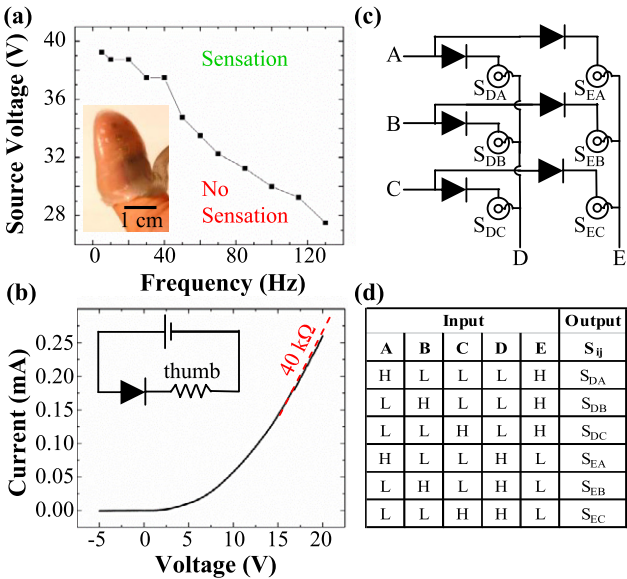 (a)
Source Voltage (V)
40
36
32
28
Sensation
No
Sensation
1 cm
0
40
80
120
Frequency (Hz)
(b)
Current (mA)
0.25
0.20
0.15
0.10
0.05
0.00
thumb
40 kΩ
-5
0
5
10
15
20
Voltage (V)
(c)
A
S_DA
S_EA
B
S_DB
S_EB
C
S_DC
S_EC
D
E
(d)
Input Output
A B C D E S_ij
H L L L H S_DA
L H L L H S_DB
L L H L H S_DC
H L L H L S_EA
L H L H L S_EB
L L H H L S_EC